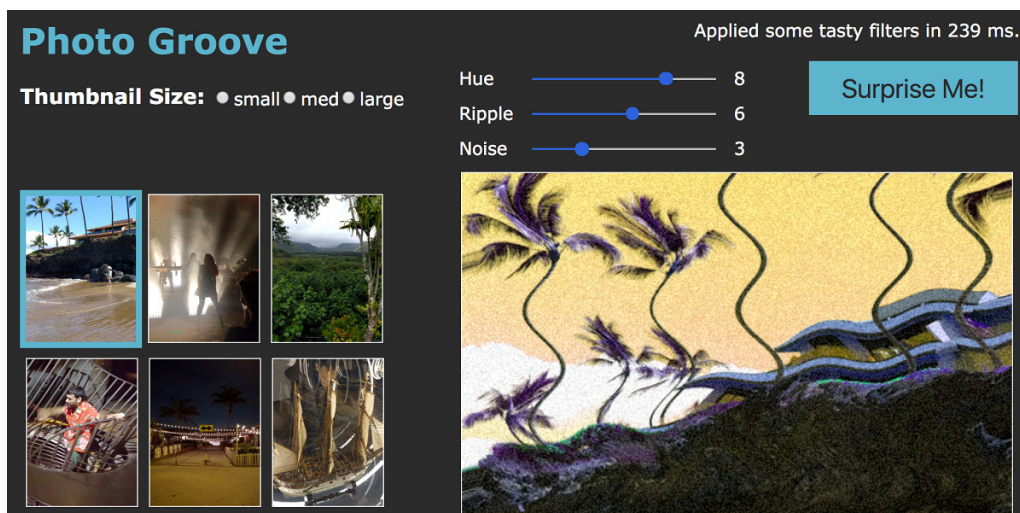 Photo Groove
Applied some tasty filters in 239 ms.
Thumbnail Size: small med large
Hue 8
Ripple 6
Noise 3
Surprise Me!